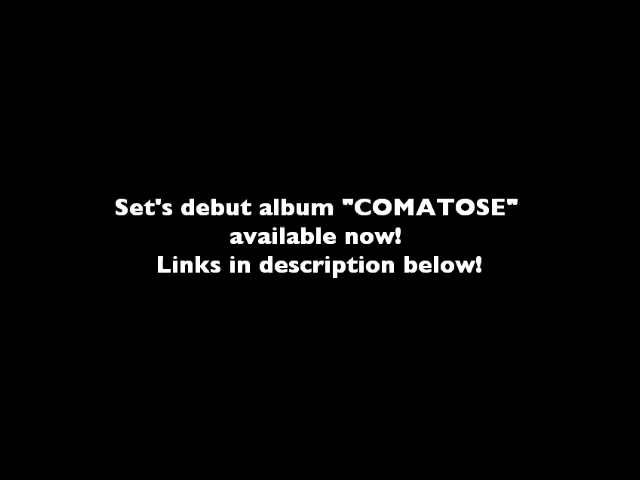 Set's debut album "COMATOSE"
available now!
Links in description below!